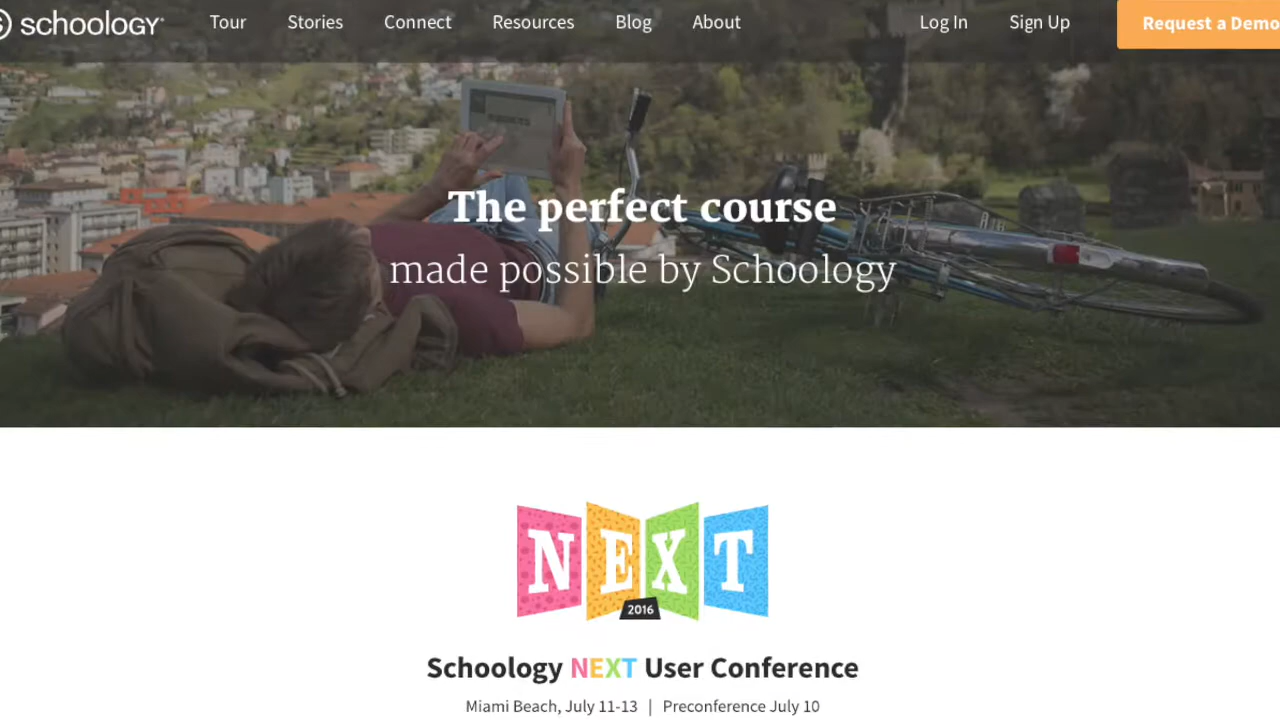 schoology Tour Stories Connect Resources Blog About Log In Sign Up Request a Demo
The perfect course
made possible by Schoology
NEXT
2016
Schoology NEXT User Conference
Miami Beach, July 11-13 | Preconference July 10